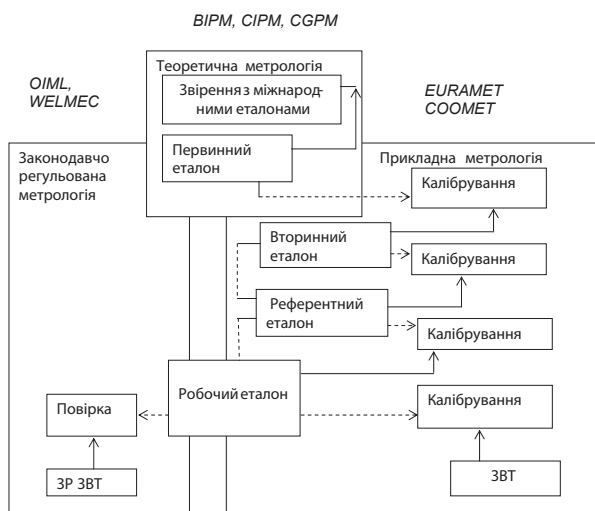 BIPM, CIPM, CGPM
OIML,
WELMEC
EURAMET
COOMET
Теоретична метрологія
Звірення з міжнарод-
ними еталонами
Первинний
еталон
Законодавчо
регульована
метрологія
Прикладна метрологія
Калібрування
Вторинний
еталон
Калібрування
Референтний
еталон
Калібрування
Робочий еталон
Повірка
Калібрування
ЗР ЗВТ
ЗВТ